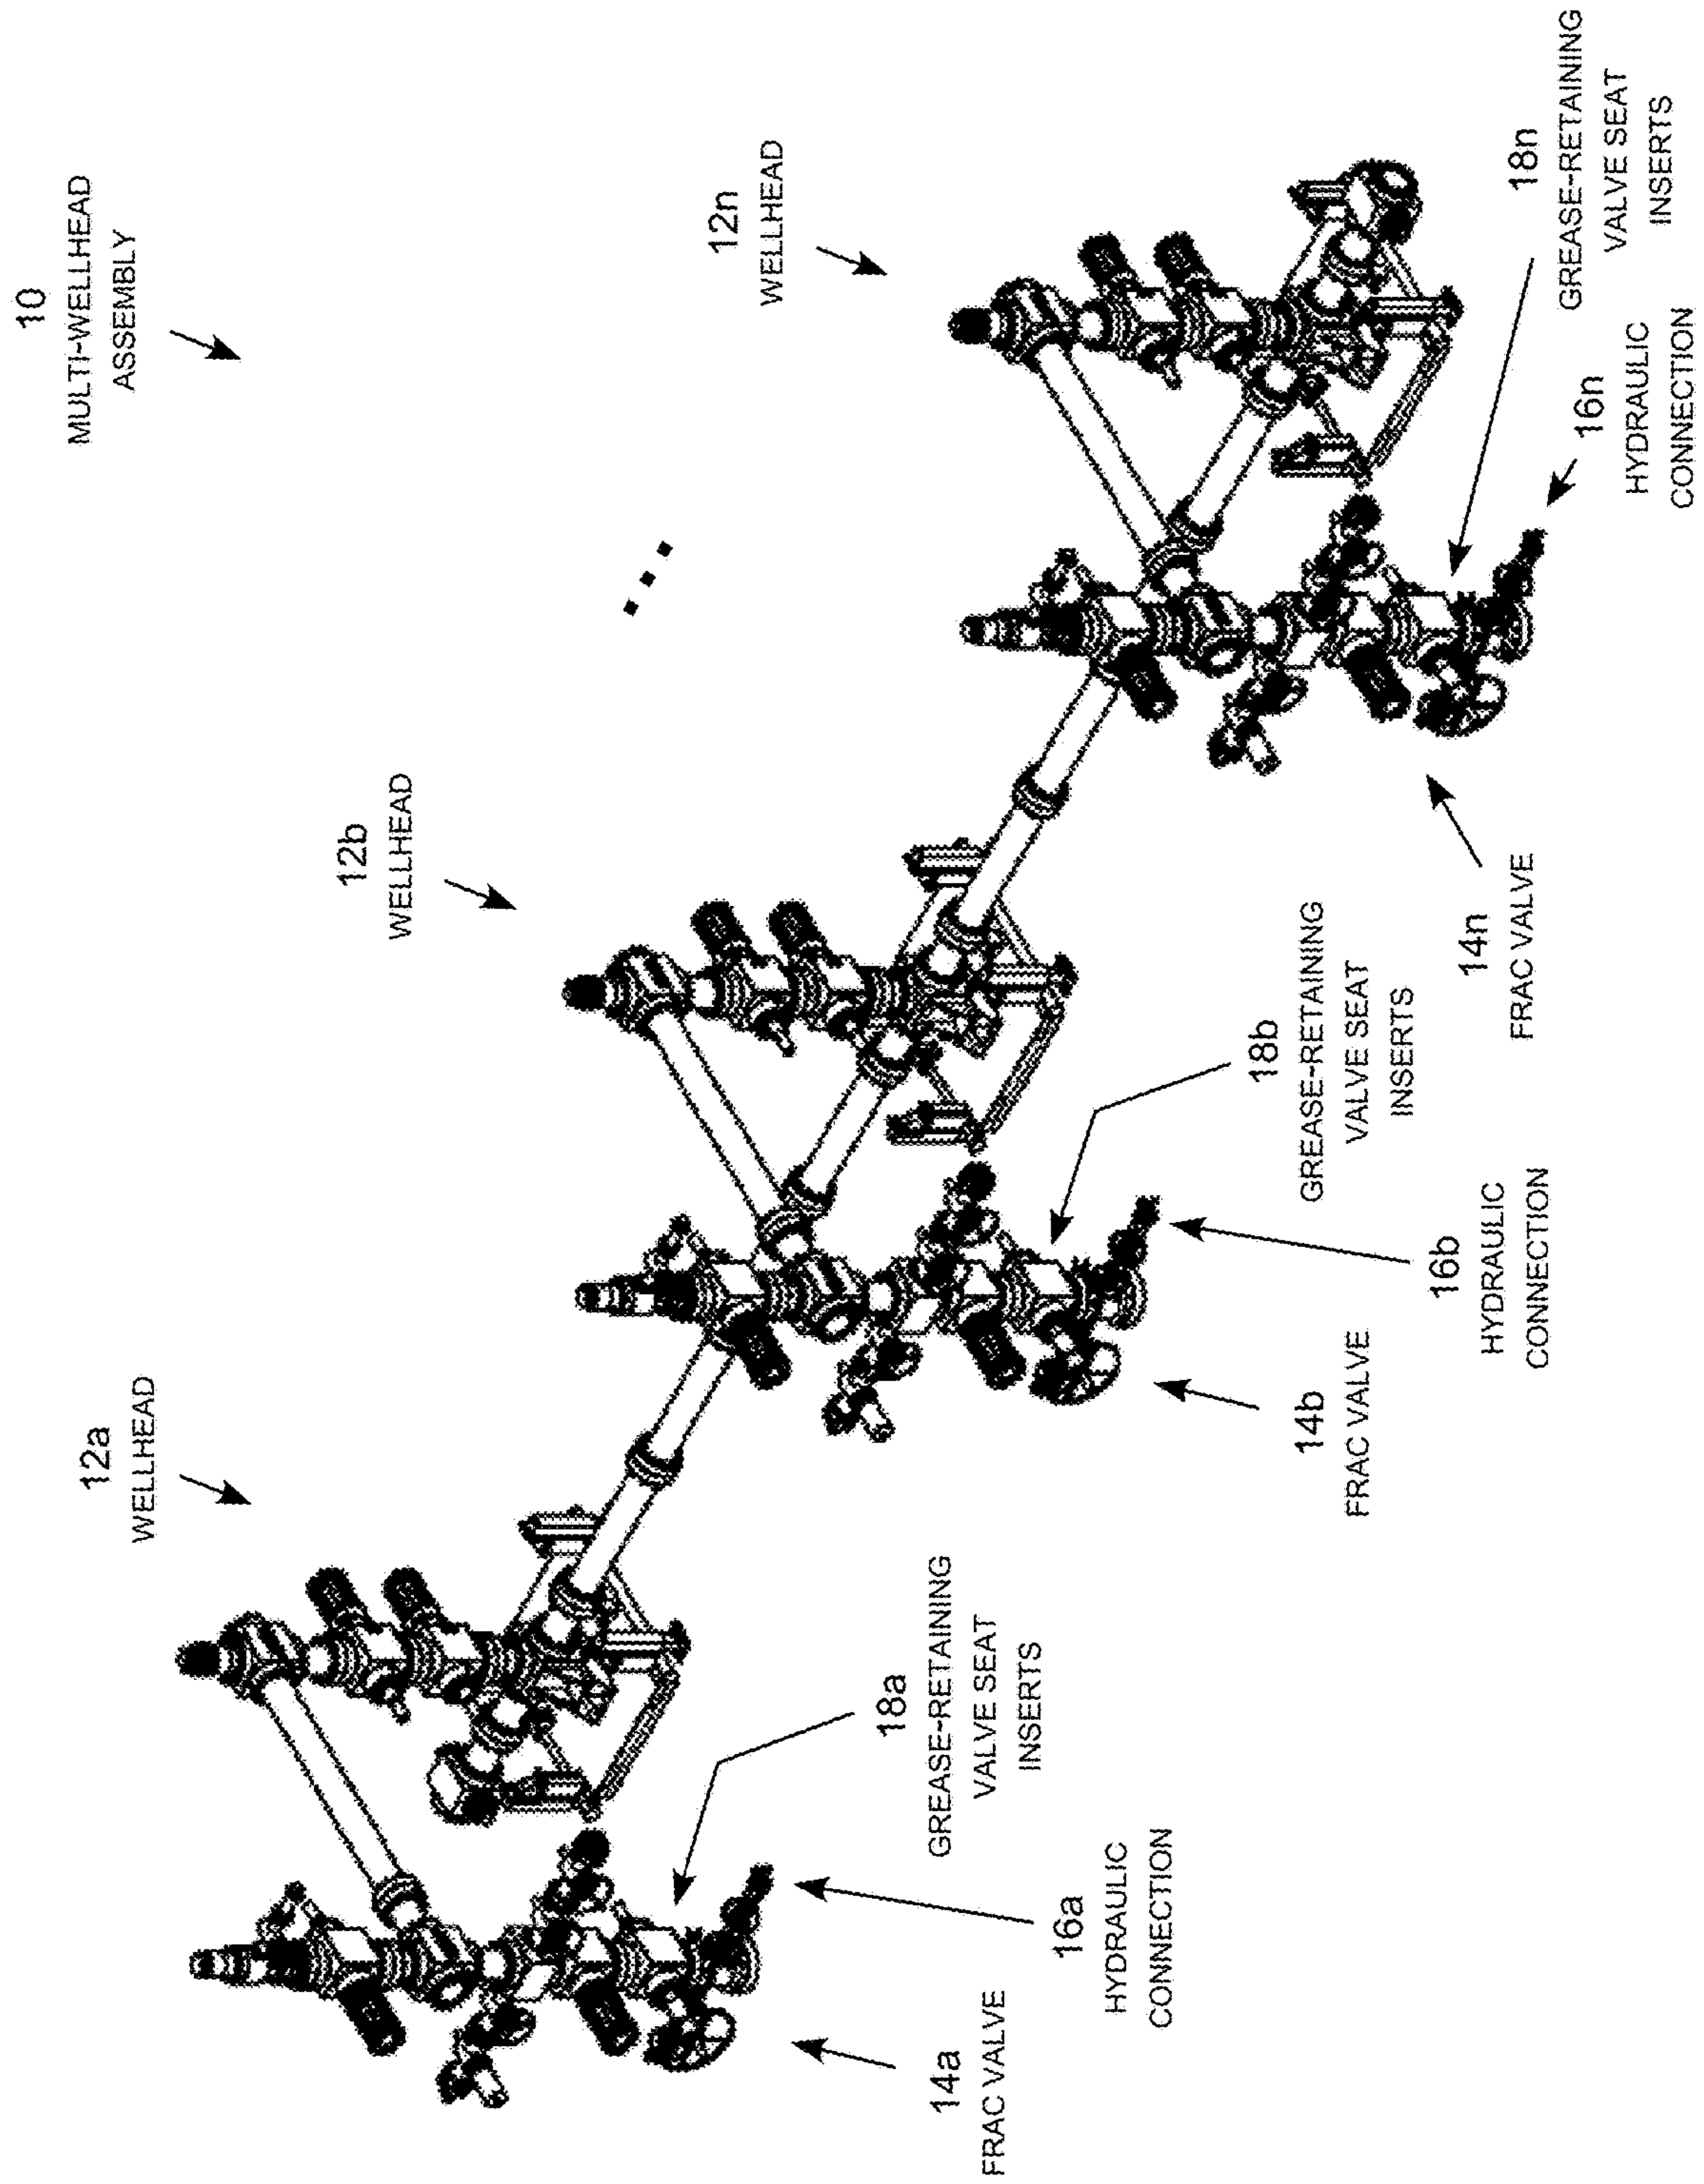 10
MULTI-WELLHEAD
ASSEMBLY
12a
WELLHEAD
12b
WELLHEAD
12n
WELLHEAD
18a
GREASE-RETAINING
VALVE SEAT
INSERTS
16a
HYDRAULIC
CONNECTION
14a
FRAC VALVE
18b
GREASE-RETAINING
VALVE SEAT
INSERTS
16b
HYDRAULIC
CONNECTION
14b
FRAC VALVE
18n
GREASE-RETAINING
VALVE SEAT
INSERTS
16n
HYDRAULIC
CONNECTION
14n
FRAC VALVE